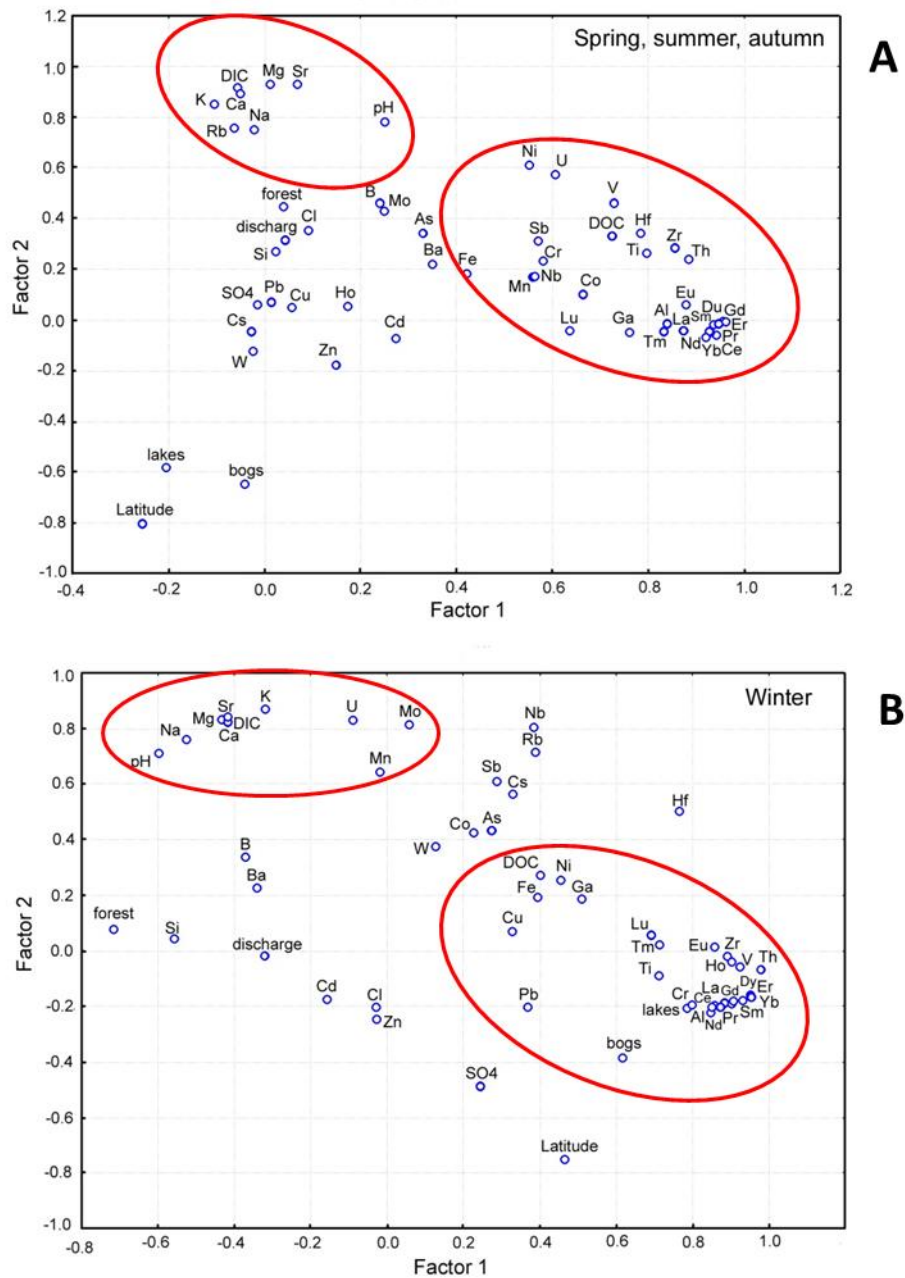 Spring, summer, autumn
A
1.2
1.0
0.8
0.6
0.4
0.2
0.0
-0.2
-0.4
-0.6
-0.8
-1.0
Factor 2
DIC Mg Sr
K Ca
Rb Na pH
Ni U
forest B Mo V
discharg Cl As Sb DOC Hf Zr
Si Ba Fe Cr Ti Th
Mn Nb
SO4 Pb Cu Ho Co Eu Du Gd
Cs Cd Lu Ga Al La Sm Er
W Zn Tm Nd Pr
YbCe
lakes
bogs
Latitude
-0.4 -0.2 0.0 0.2 0.4 0.6 0.8 1.0 1.2
Factor 1
Winter
B
1.0
0.8
0.6
0.4
0.2
0.0
-0.2
-0.4
-0.6
-0.8
-1.0
Factor 2
Sr K U Mo Nb
Mg DIC
Na Ca Rb
pH Mn
Sb Cs Hf
Co As
W
B DOC Ni
Ba Fe Ga
forest Cu
Si Lu
discharge Tm Eu Zr
Ho V Th
Ti
Cd Cl Pb La Gd Dy Er
Zn Cr Ce Yb
lakes Sm
Al Nd Pr
bogs
SO4
Latitude
-0.8 -0.6 -0.4 -0.2 0.0 0.2 0.4 0.6 0.8 1.0
Factor 1